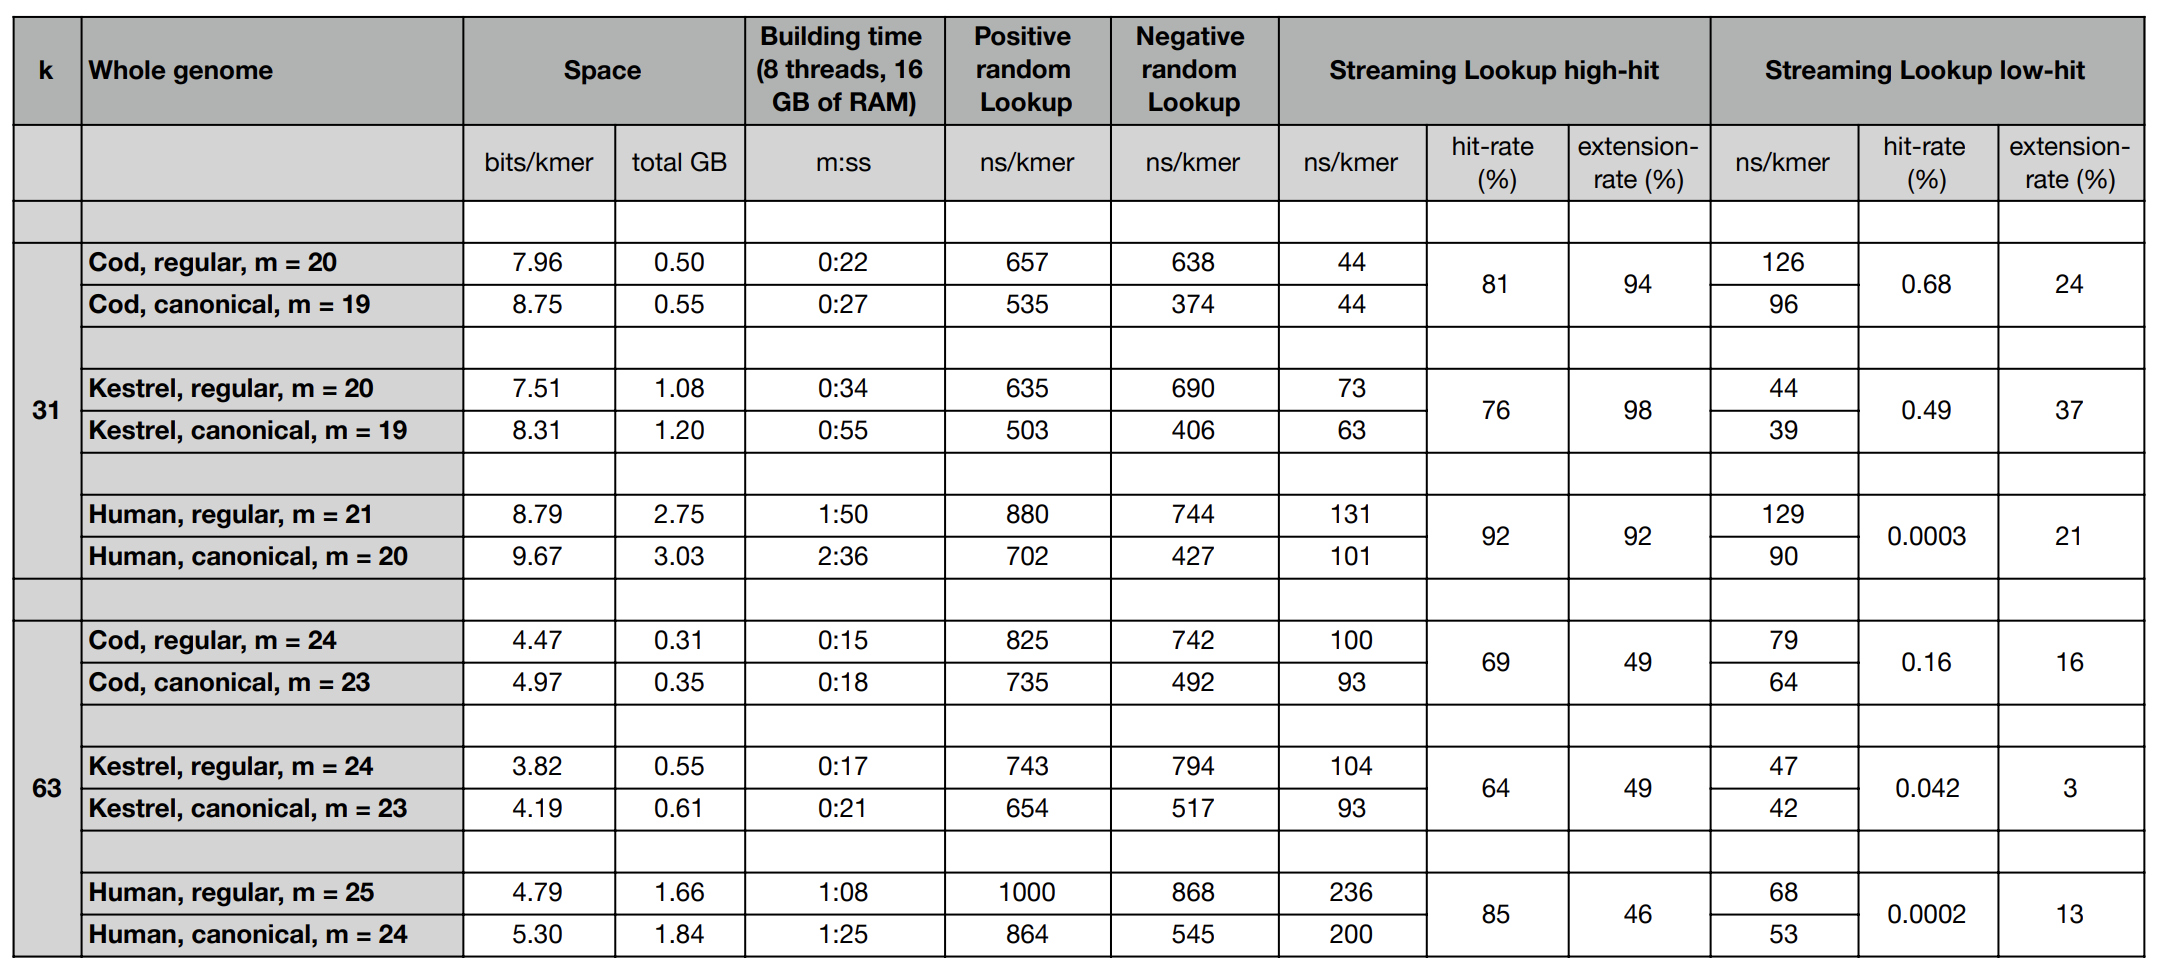 k Whole genome Space Building time (8 threads, 16 GB of RAM) Positive random Lookup Negative random Lookup Streaming Lookup high-hit Streaming Lookup low-hit
bits/kmer total GB m:ss ns/kmer ns/kmer ns/kmer hit-rate (%) extension-rate (%) ns/kmer hit-rate (%) extension-rate (%)
31
Cod, regular, m = 20 7.96 0.50 0:22 657 638 44 81 94 126 0.68 24
Cod, canonical, m = 19 8.75 0.55 0:27 535 374 44 96
Kestrel, regular, m = 20 7.51 1.08 0:34 635 690 73 76 98 44 0.49 37
Kestrel, canonical, m = 19 8.31 1.20 0:55 503 406 63 39
Human, regular, m = 21 8.79 2.75 1:50 880 744 131 92 92 129 0.0003 21
Human, canonical, m = 20 9.67 3.03 2:36 702 427 101 90
63
Cod, regular, m = 24 4.47 0.31 0:15 825 742 100 69 49 79 0.16 16
Cod, canonical, m = 23 4.97 0.35 0:18 735 492 93 64
Kestrel, regular, m = 24 3.82 0.55 0:17 743 794 104 64 49 47 0.042 3
Kestrel, canonical, m = 23 4.19 0.61 0:21 654 517 93 42
Human, regular, m = 25 4.79 1.66 1:08 1000 868 236 85 46 68 0.0002 13
Human, canonical, m = 24 5.30 1.84 1:25 864 545 200 53